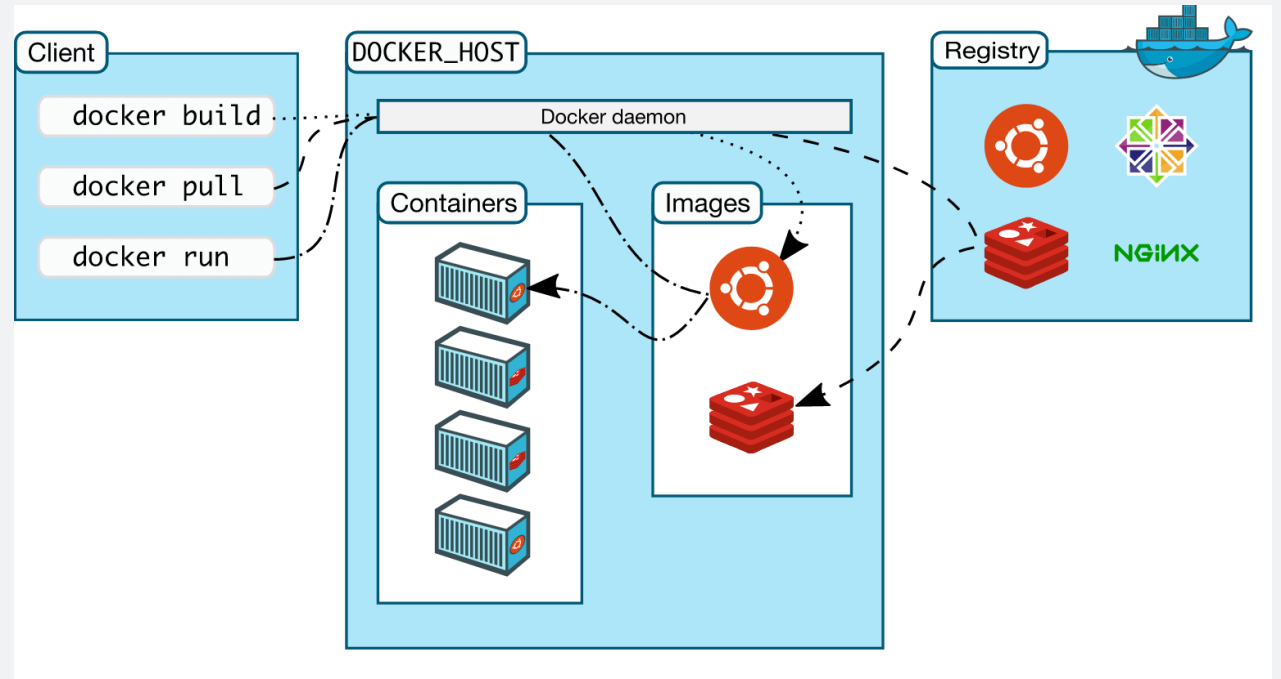 Client
docker build
docker pull
docker run
DOCKER_HOST
Docker daemon
Containers
Images
Registry
NGiNX